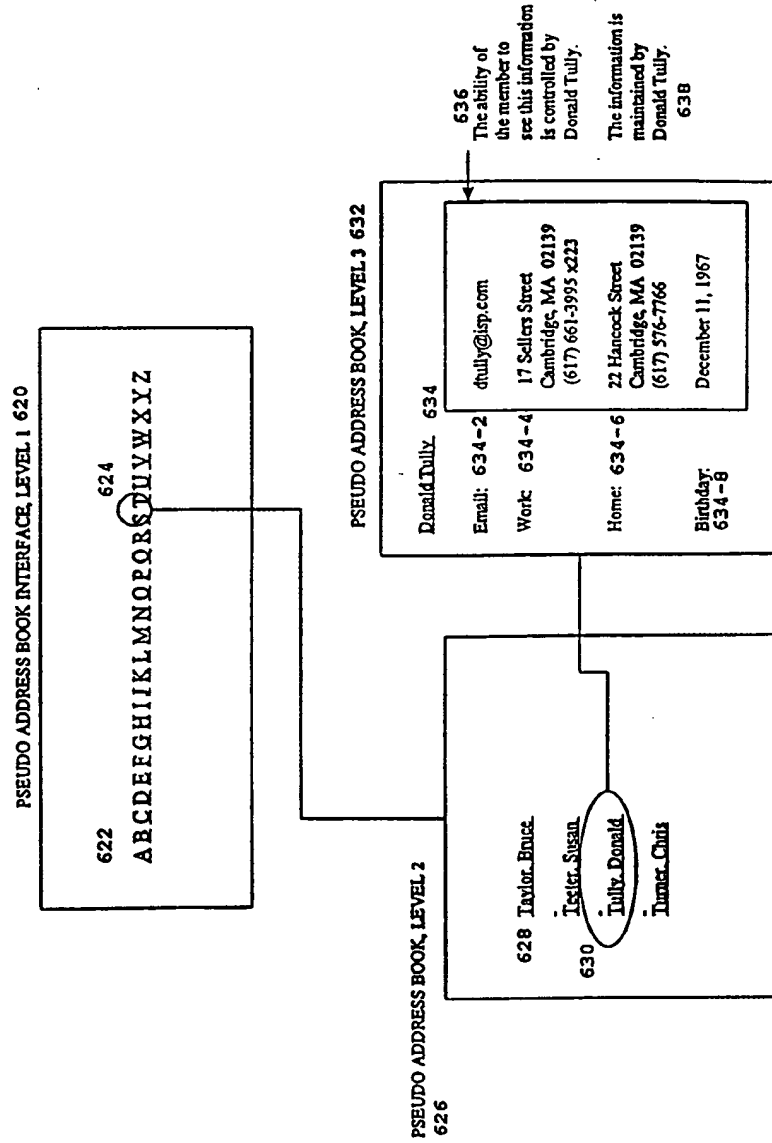 PSEUDO ADDRESS BOOK INTERFACE, LEVEL 1 620
622
624
A B C D E F G H I J K L M N O P Q R S T U V W X Y Z
PSEUDO ADDRESS BOOK, LEVEL 2
626
628 Taylor, Bruce
Teeter, Susan
630
Tully, Donald
Turner, Chris
PSEUDO ADDRESS BOOK, LEVEL 3 632
Donald Tully 634
Email: 634-2 dtully@isp.com
Work: 634-4 17 Sellers Street
Cambridge, MA 02139
(617) 661-3995 x223
Home: 634-6 22 Hancock Street
Cambridge, MA 02139
(617) 576-7766
Birthday: December 11, 1967
634-8
636
The ability of
the member to
see this information
is controlled by
Donald Tully.
The information is
maintained by
Donald Tully.
638